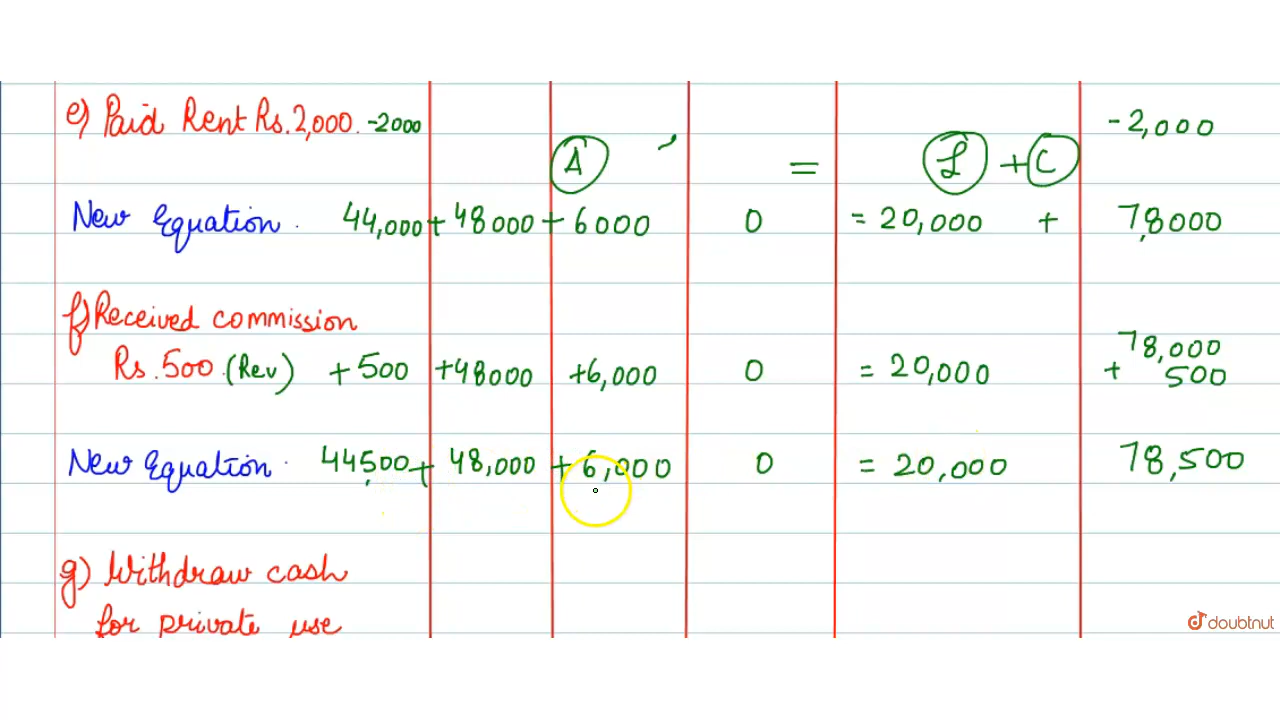 e) Paid Rent Rs.2,000. -2000 -2,000
A = L + C
New Equation. 44,000 + 48000 + 6000 0 = 20,000 + 78000
f) Received commission
78,000
Rs.500 (Rev) +500 +48000 +6,000 0 = 20,000 + 500
New Equation. 44500 + 48,000 + 6,000 0 = 20,000 78,500
g) Withdraw cash
for private use
doubtnut